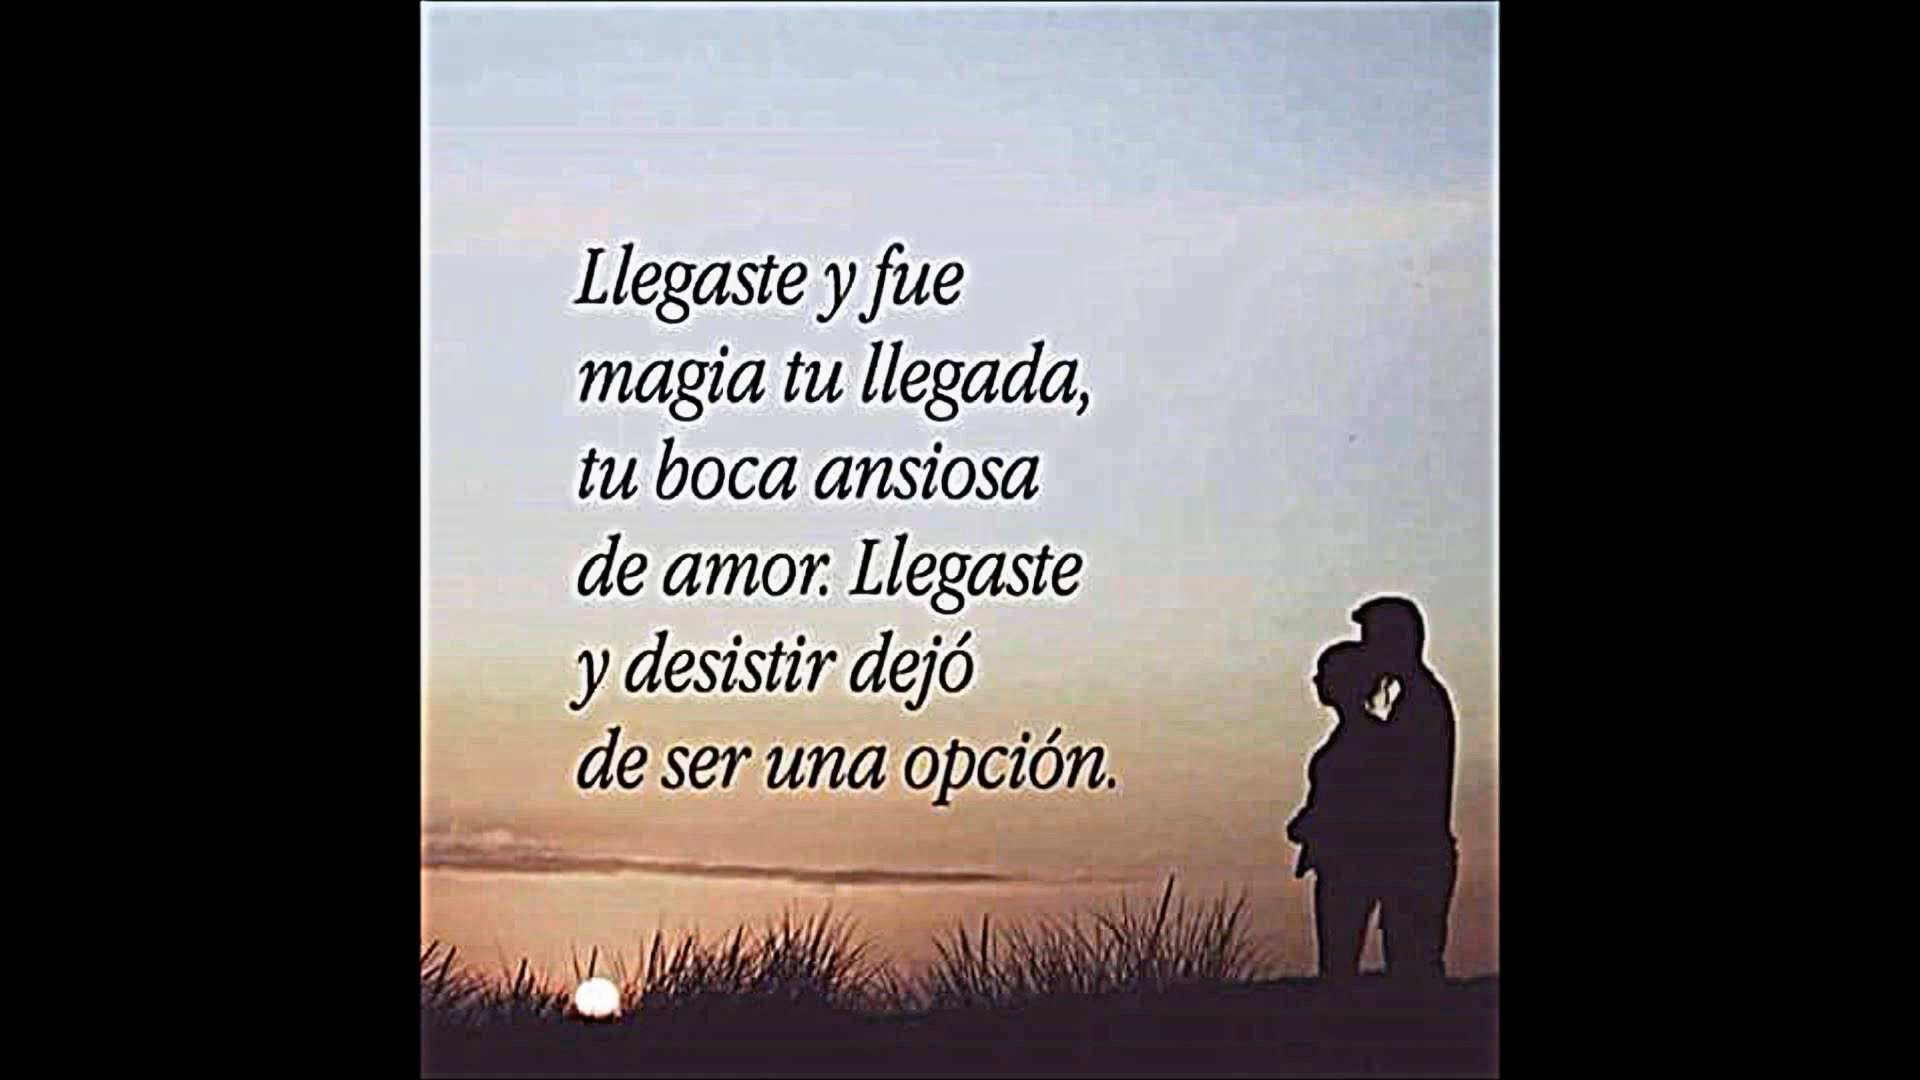 Llegaste y fue
magia tu llegada,
tu boca ansiosa
de amor. Llegaste
y desistir dejó
de ser una opción.